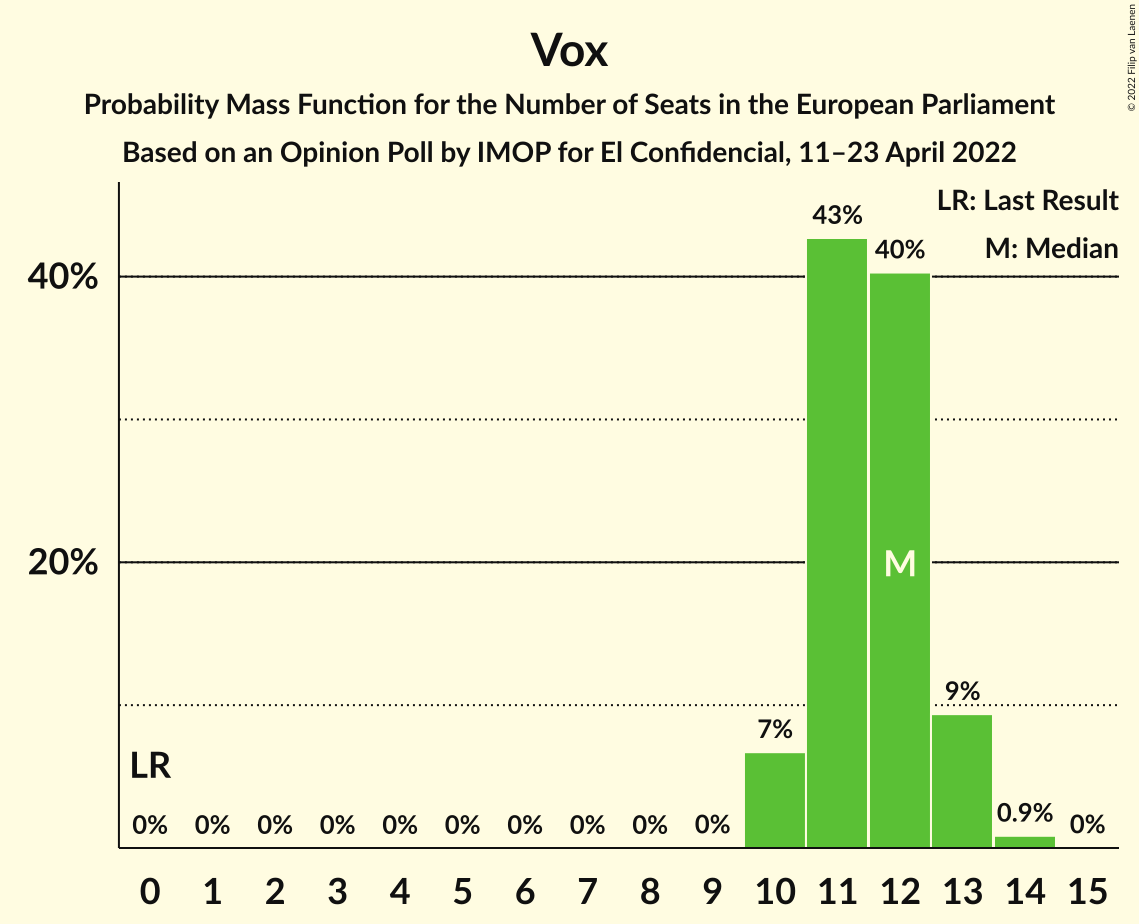 Vox
Probability Mass Function for the Number of Seats in the European Parliament
Based on an Opinion Poll by IMOP for El Confidencial, 11–23 April 2022
© 2022 Filip van Laenen
LR: Last Result
M: Median
40%
20%
43%
40%
M
9%
7%
LR
0% 0% 0% 0% 0% 0% 0% 0% 0% 0% 0.9% 0%
0 1 2 3 4 5 6 7 8 9 10 11 12 13 14 15